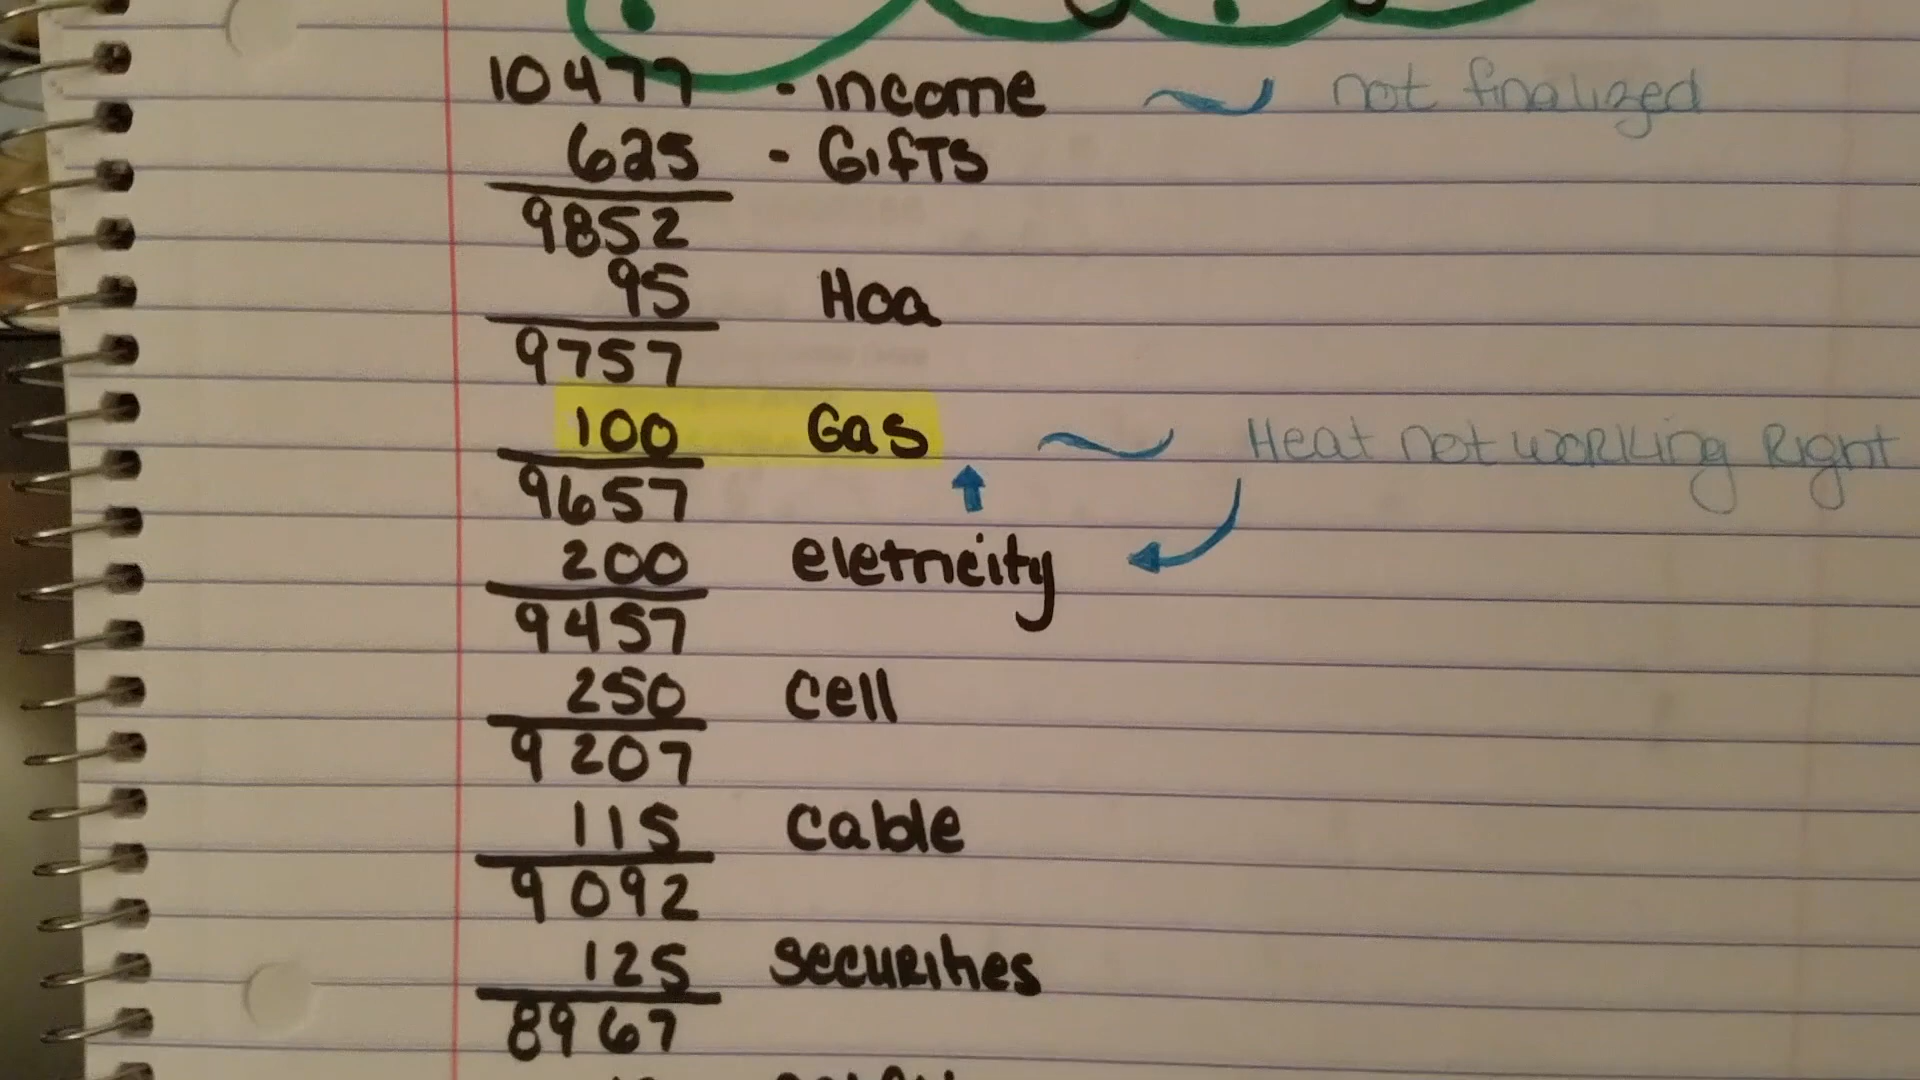 10477 - income ~ not finalized
625 - Gifts
9852
95 Hoa
9757
100 Gas ~ Heat not working Right
9657
200 eletricity
9457
250 cell
9207
115 cable
9092
125 securities
8967